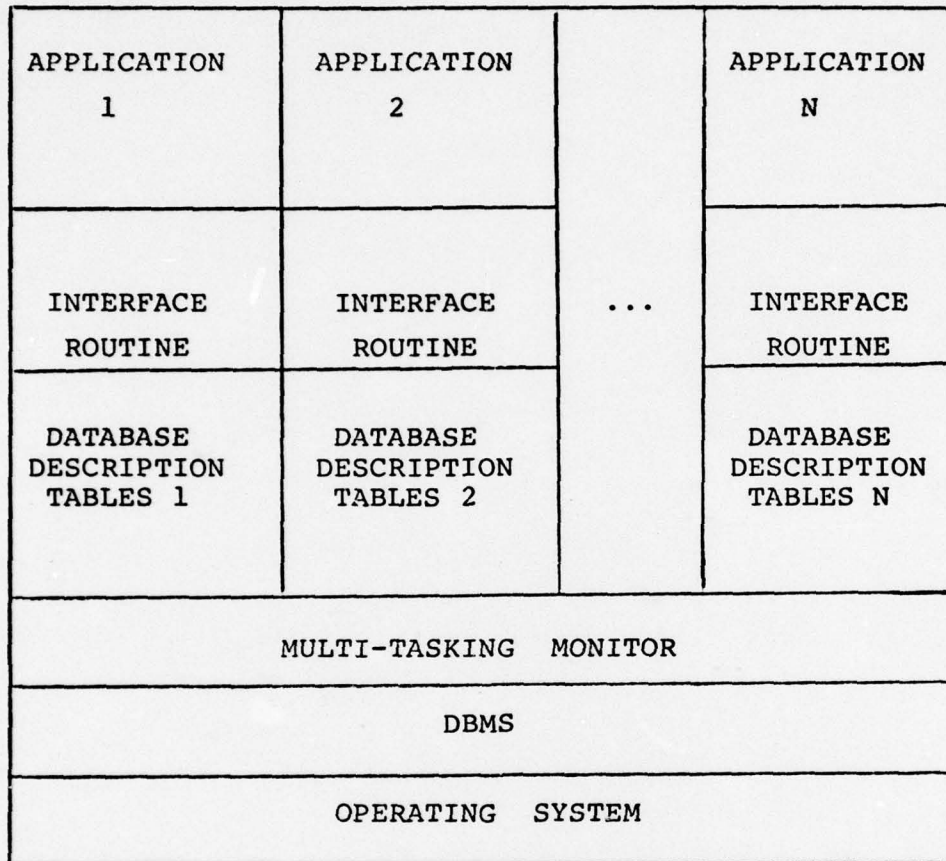 APPLICATION
1
APPLICATION
2
APPLICATION
N
INTERFACE
ROUTINE
INTERFACE
ROUTINE
...
INTERFACE
ROUTINE
DATABASE
DESCRIPTION
TABLES 1
DATABASE
DESCRIPTION
TABLES 2
DATABASE
DESCRIPTION
TABLES N
MULTI-TASKING MONITOR
DBMS
OPERATING SYSTEM